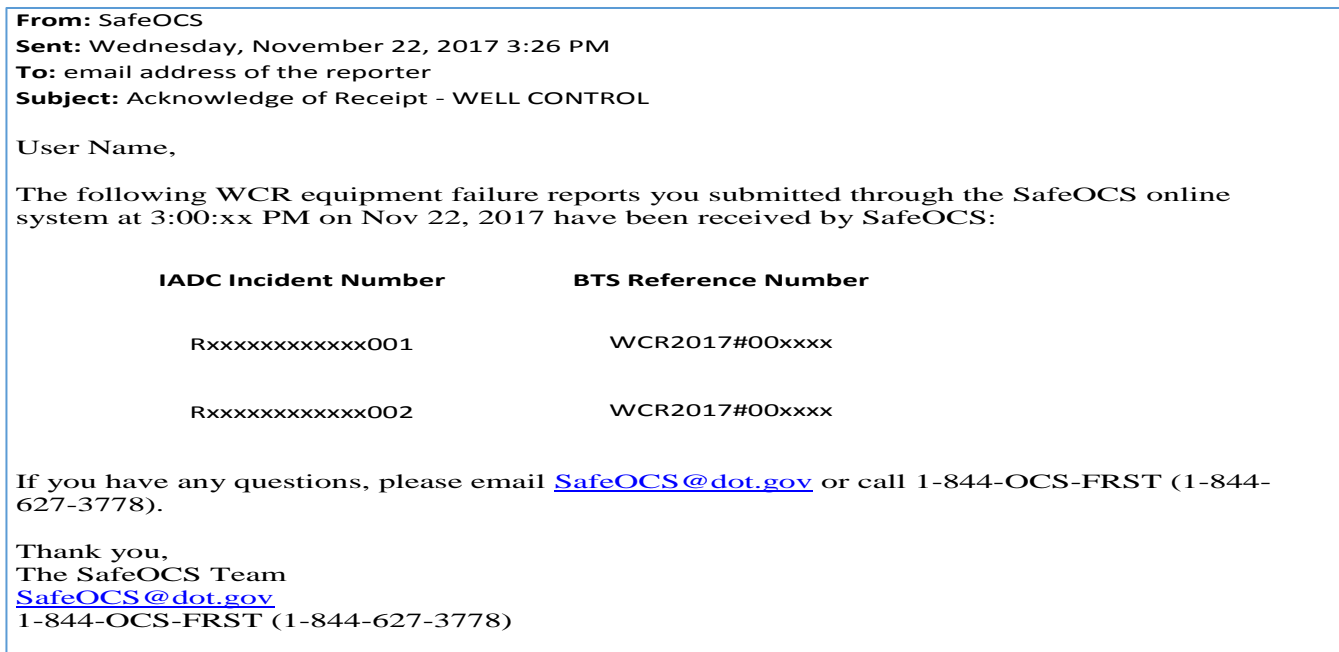 From: SafeOCS
Sent: Wednesday, November 22, 2017 3:26 PM
To: email address of the reporter
Subject: Acknowledge of Receipt - WELL CONTROL
User Name,
The following WCR equipment failure reports you submitted through the SafeOCS online
system at 3:00:xx PM on Nov 22, 2017 have been received by SafeOCS:
IADC Incident Number BTS Reference Number
Rxxxxxxxxxxxx001 WCR2017#00xxxx
Rxxxxxxxxxxxx002 WCR2017#00xxxx
If you have any questions, please email SafeOCS@dot.gov or call 1-844-OCS-FRST (1-844-
627-3778).
Thank you,
The SafeOCS Team
SafeOCS@dot.gov
1-844-OCS-FRST (1-844-627-3778)